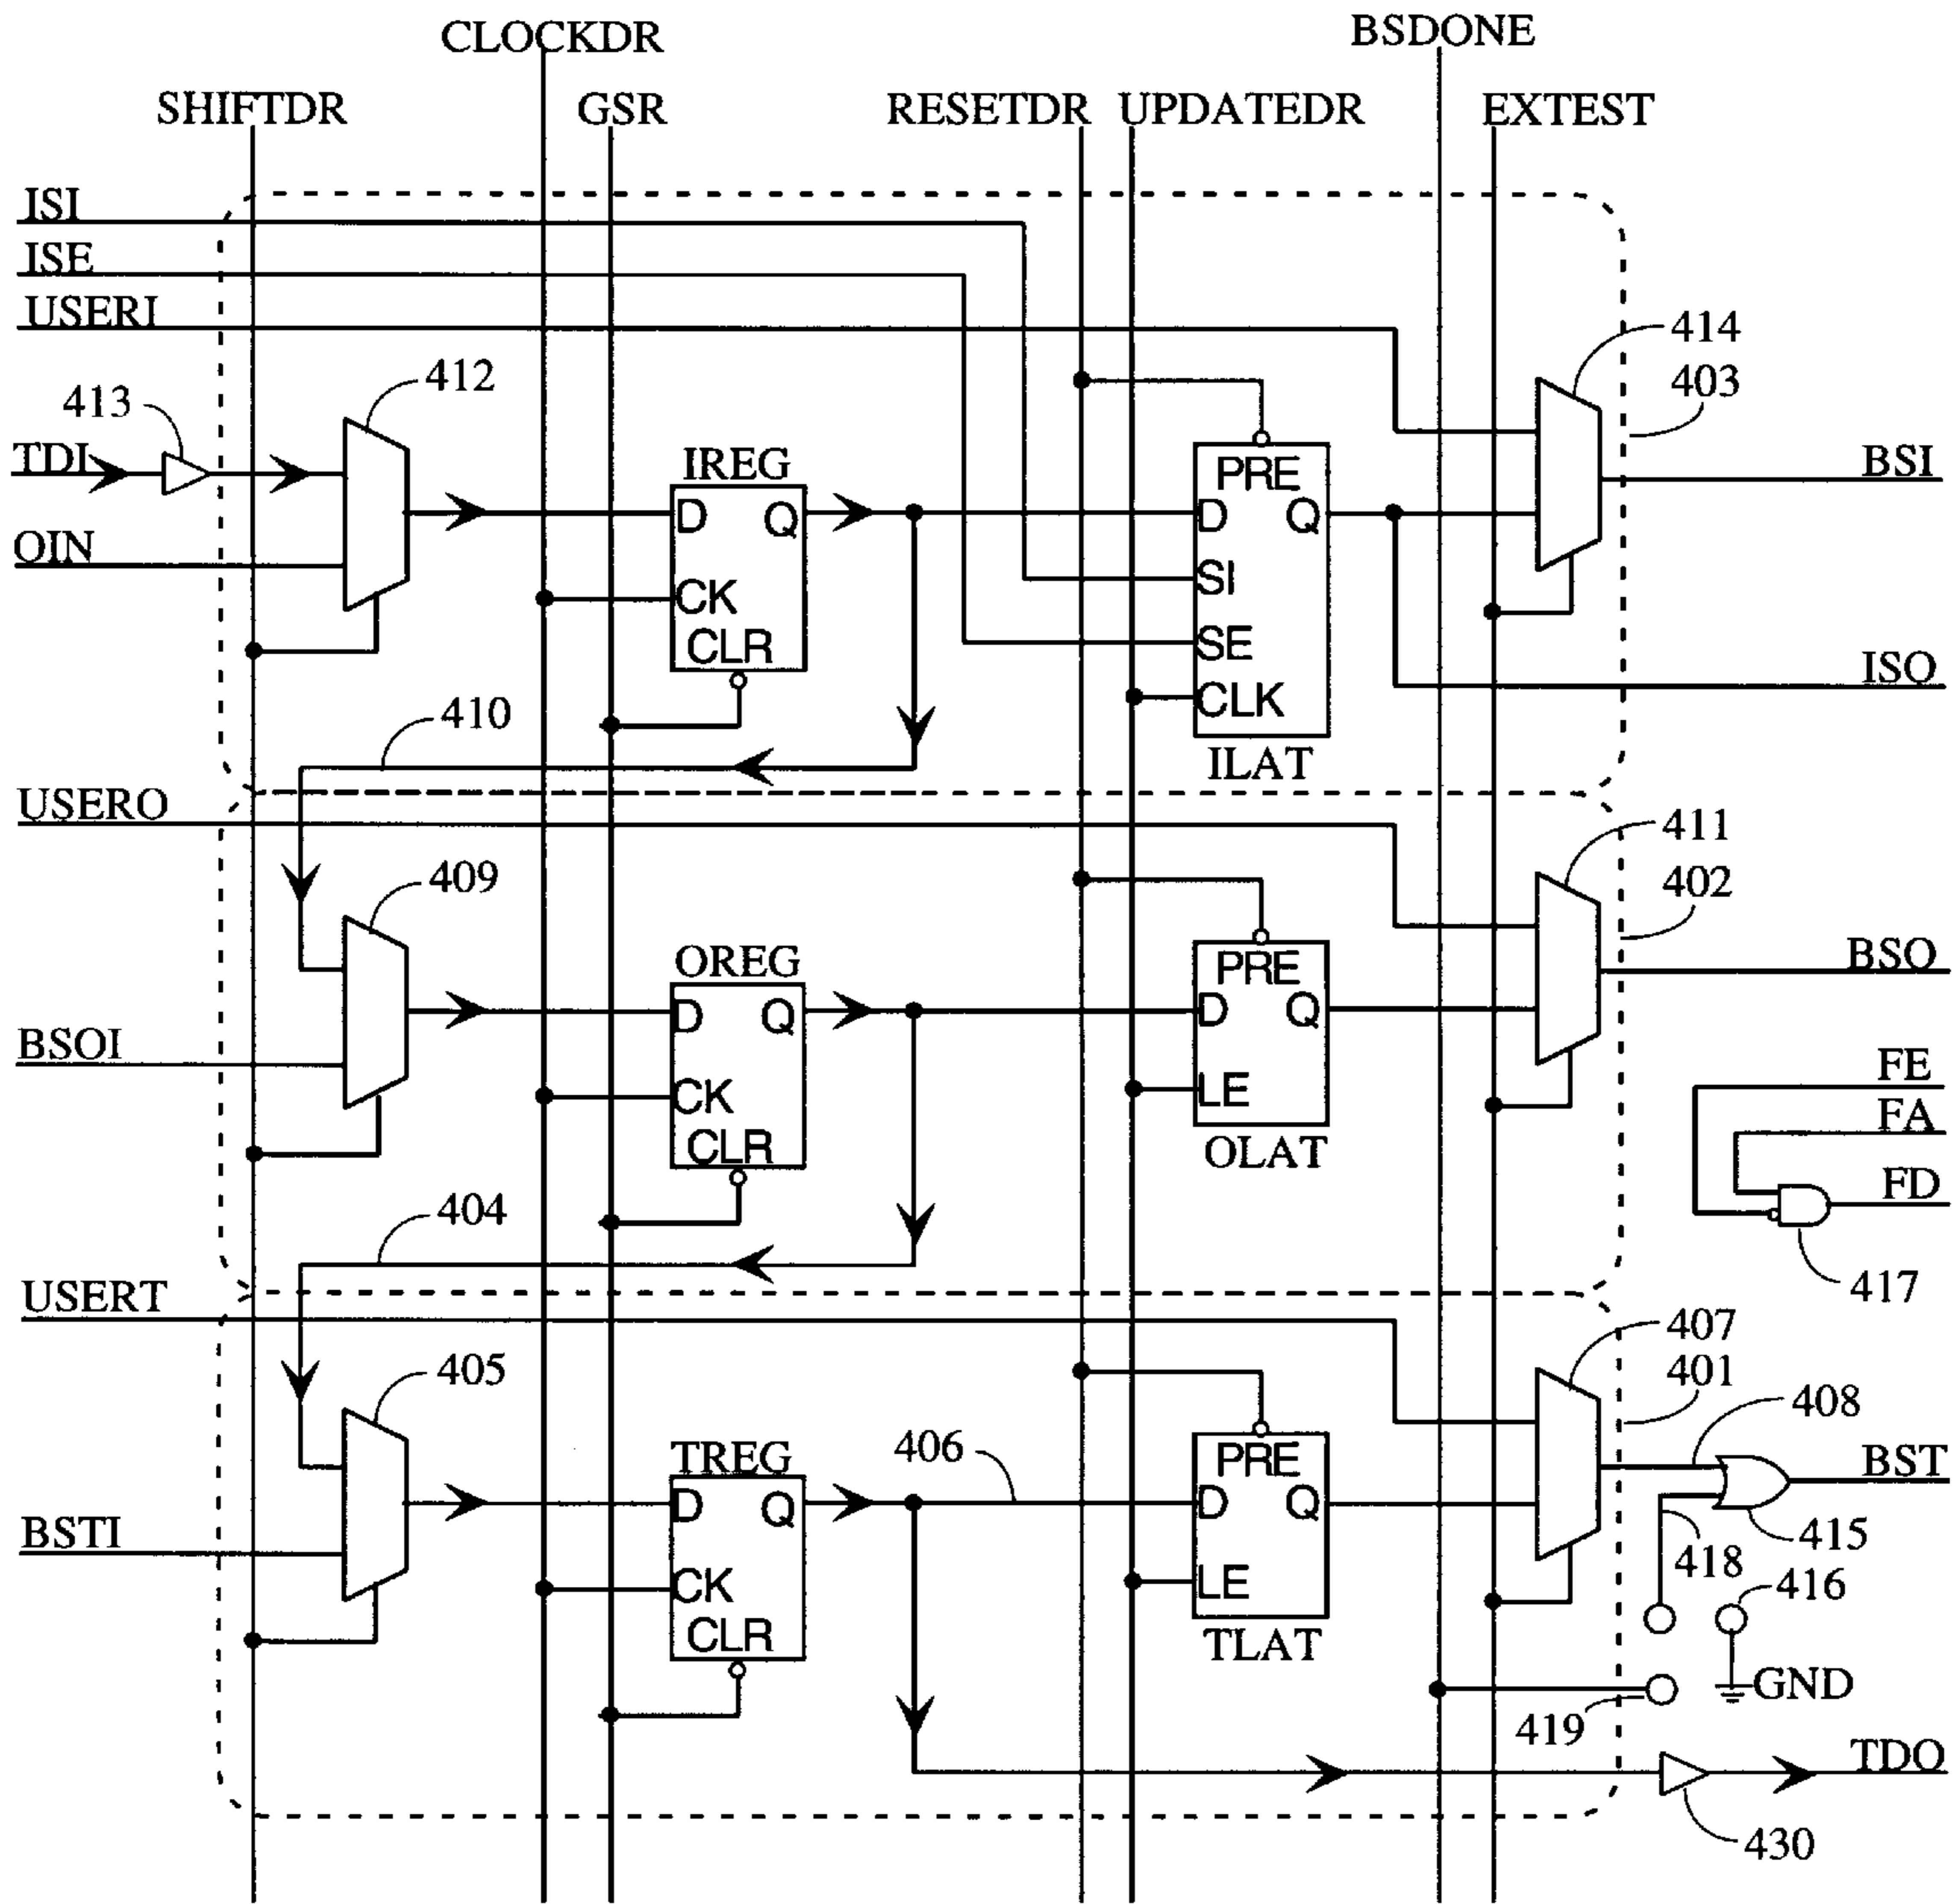 CLOCKDR
BSDONE
SHIFTDR
GSR
RESETDR
UPDATEDR
EXTEST
ISI
ISE
USERI
414
403
412
413
TDI
IREG
PRE
BSI
D Q
D Q
OIN
SI
CK
SE
CLR
ISO
CLK
410
ILAT
USERO
411
409
402
OREG
PRE
BSO
D Q
D Q
BSOI
FE
CK
LE
FA
CLR
OLAT
FD
404
417
USERT
407
405
401
408
TREG
406
PRE
BST
D Q
D Q
BSTI
415
418
CK
LE
416
CLR
TLAT
GND
419
TDO
430